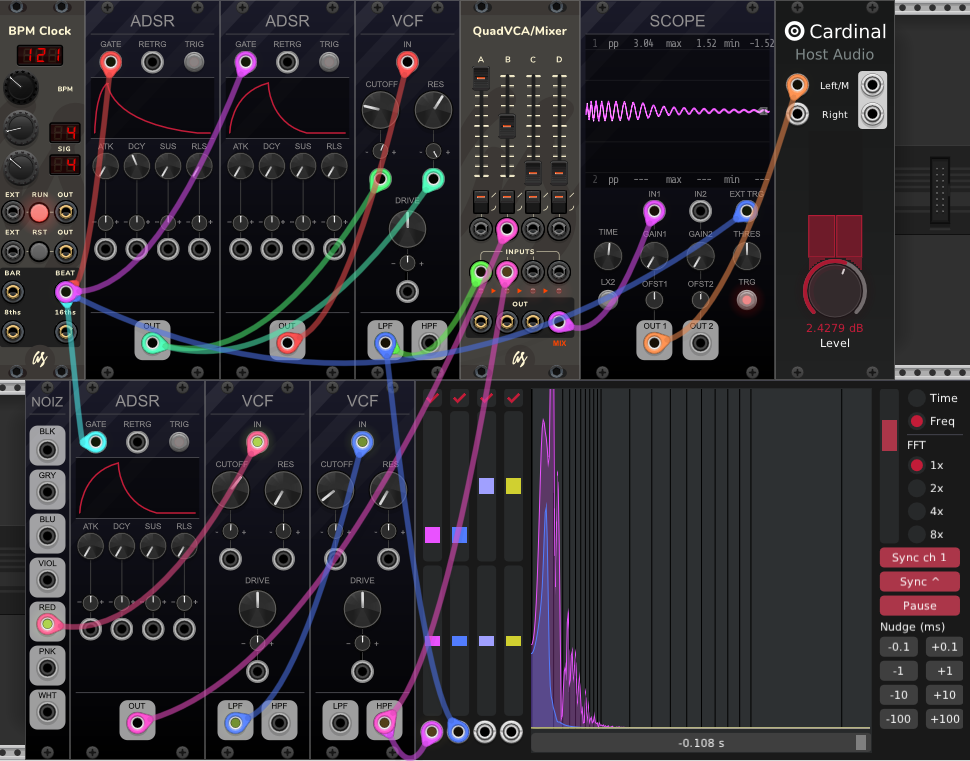 BPM Clock
121
BPM
4
SIG
4
EXT RUN OUT
EXT RST OUT
BAR BEAT
8ths 16ths
ADSR
GATE RETRG TRIG
ATK DCY SUS RLS
OUT
ADSR
GATE RETRG TRIG
ATK DCY SUS RLS
OUT
VCF
IN
CUTOFF RES
DRIVE
LPF HPF
QuadVCA/Mixer
A B C D
INPUTS
OUT
MIX
SCOPE
1 pp 3.04 max 1.52 min -1.52
2 pp --- max --- min ---
IN1 IN2 EXT TRG
TIME GAIN1 GAIN2 THRES
LX2 OFST1 OFST2 TRG
OUT 1 OUT 2
Cardinal
Host Audio
Left/M
Right
2.4279 dB
Level
NOIZ
BLK
GRY
BLU
VIOL
RED
PNK
WHT
ADSR
GATE RETRG TRIG
ATK DCY SUS RLS
OUT
VCF
IN
CUTOFF RES
DRIVE
LPF HPF
VCF
IN
CUTOFF RES
DRIVE
LPF HPF
-0.108 s
Time
Freq
FFT
1x
2x
4x
8x
Sync ch 1
Sync ^
Pause
Nudge (ms)
-0.1 +0.1
-1 +1
-10 +10
-100 +100